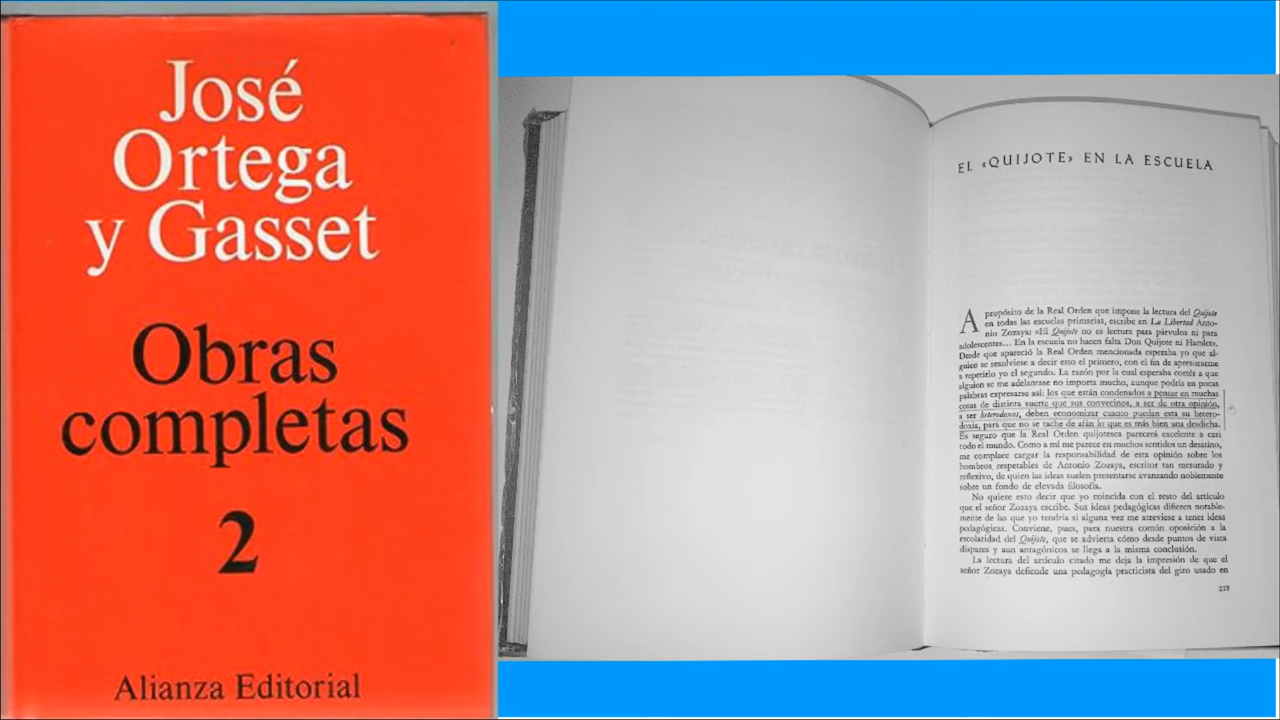 José
Ortega
y Gasset
Obras
completas
2
Alianza Editorial
EL «QUIJOTE» EN LA ESCUELA
A propósito de la Real Orden que impone la lectura del Quijote
en todas las escuelas primarias, escribe en La Libertad Anto-
nio Zozaya: «El Quijote no es lectura para párvulos ni para
adolescentes... En la escuela no hacen falta Don Quijote ni Hamlet».
Desde que apareció la Real Orden mencionada esperaba yo que al-
guien se resolviese a decir esto el primero, con el fin de apresurarme
a repetirlo yo el segundo. La razón por la cual esperaba cortés a que
alguien se me adelantase no importa mucho, aunque podría en pocas
palabras expresarse así: los que están condenados a pensar en muchas
cosas de distinta suerte que sus convecinos, a ser de otra opinión,
a ser heterodoxos, deben economizar cuanto puedan esta su hetero-
doxia, para que no se tache de afán lo que es más bien una desdicha.
Es seguro que la Real Orden quijotesca parecerá excelente a casi
todo el mundo. Como a mí me parece en muchos sentidos un desatino,
me complace cargar la responsabilidad de esta opinión sobre los
hombros respetables de Antonio Zozaya, escritor tan mesurado y
reflexivo, de quien las ideas suelen presentarse avanzando noblemente
sobre un fondo de elevada filosofía.
No quiere esto decir que yo coincida con el resto del artículo
que el señor Zozaya escribe. Sus ideas pedagógicas difieren notable-
mente de las que yo tendría si alguna vez me atreviese a tener ideas
pedagógicas. Conviene, pues, para nuestra común oposición a la
escolaridad del Quijote, que se advierta cómo desde puntos de vista
dispares y aun antagónicos se llega a la misma conclusión.
La lectura del artículo citado me deja la impresión de que el
señor Zozaya defiende una pedagogía practicista del giro usado en
273